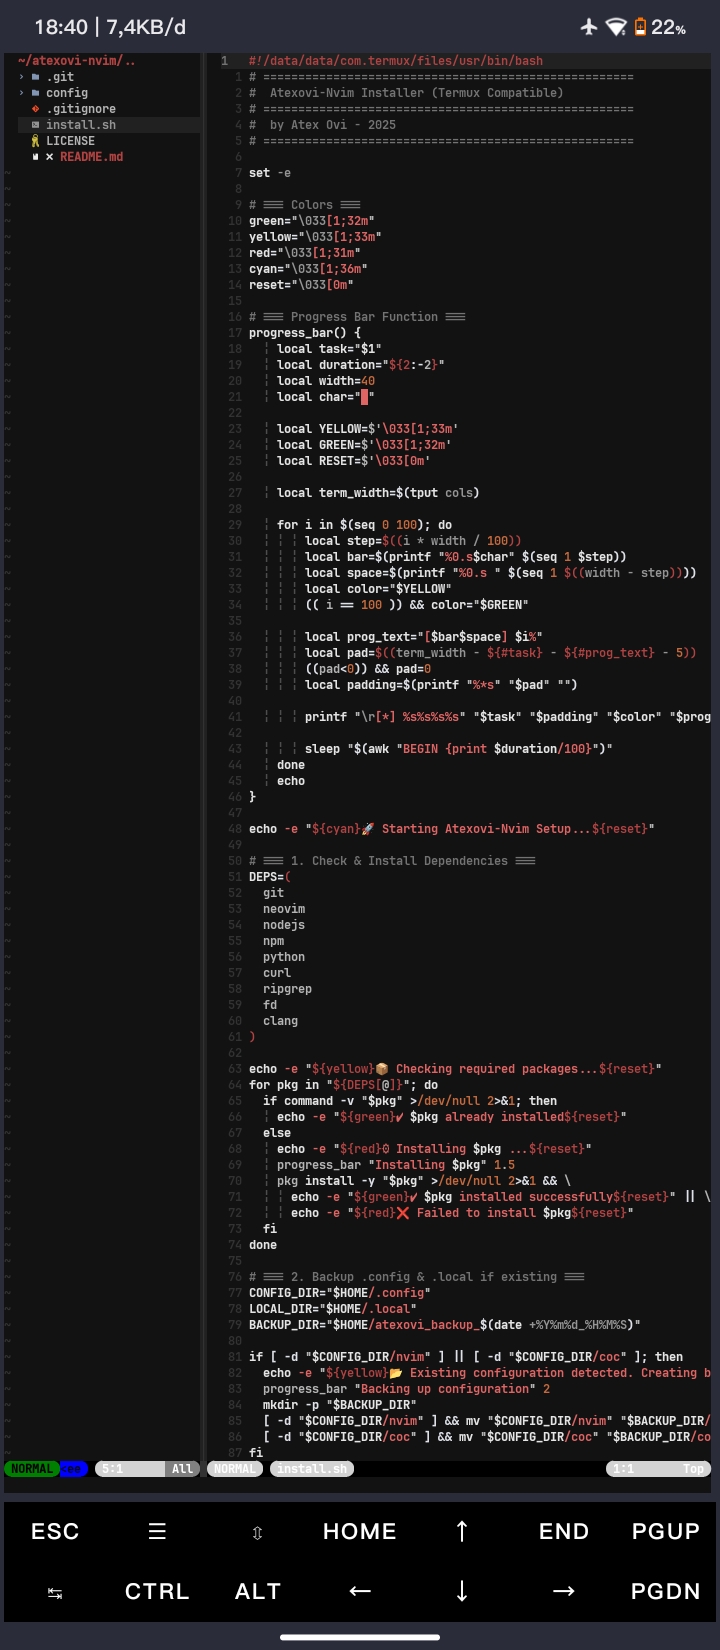 18:40 | 7,4KB/d
22%
~/atexovi-nvim/..
› .git
› config
.gitignore
install.sh
LICENSE
✕ README.md
1 #!/data/data/com.termux/files/usr/bin/bash
1 # =====================================================
2 #  Atexovi-Nvim Installer (Termux Compatible)
3 # =====================================================
4 #  by Atex Ovi - 2025
5 # =====================================================
6
7 set -e
8
9 # === Colors ===
10 green="\033[1;32m"
11 yellow="\033[1;33m"
12 red="\033[1;31m"
13 cyan="\033[1;36m"
14 reset="\033[0m"
15
16 # === Progress Bar Function ===
17 progress_bar() {
18 local task="$1"
19 local duration="${2:-2}"
20 local width=40
21 local char="█"
22
23 local YELLOW=$'\033[1;33m'
24 local GREEN=$'\033[1;32m'
25 local RESET=$'\033[0m'
26
27 local term_width=$(tput cols)
28
29 for i in $(seq 0 100); do
30 local step=$((i * width / 100))
31 local bar=$(printf "%0.s$char" $(seq 1 $step))
32 local space=$(printf "%0.s " $(seq 1 $((width - step))))
33 local color="$YELLOW"
34 (( i == 100 )) && color="$GREEN"
35
36 local prog_text="[$bar$space] $i%"
37 local pad=$((term_width - ${#task} - ${#prog_text} - 5))
38 ((pad<0)) && pad=0
39 local padding=$(printf "%*s" "$pad" "")
40
41 printf "\r[*] %s%s%s%s" "$task" "$padding" "$color" "$prog
42
43 sleep "$(awk "BEGIN {print $duration/100}")"
44 done
45 echo
46 }
47
48 echo -e "${cyan}🚀 Starting Atexovi-Nvim Setup...${reset}"
49
50 # === 1. Check & Install Dependencies ===
51 DEPS=(
52 git
53 neovim
54 nodejs
55 npm
56 python
57 curl
58 ripgrep
59 fd
60 clang
61 )
62
63 echo -e "${yellow}📦 Checking required packages...${reset}"
64 for pkg in "${DEPS[@]}"; do
65 if command -v "$pkg" >/dev/null 2>&1; then
66 echo -e "${green}✔ $pkg already installed${reset}"
67 else
68 echo -e "${red} Installing $pkg ...${reset}"
69 progress_bar "Installing $pkg" 1.5
70 pkg install -y "$pkg" >/dev/null 2>&1 && \
71 echo -e "${green}✔ $pkg installed successfully${reset}" || \
72 echo -e "${red}❌ Failed to install $pkg${reset}"
73 fi
74 done
75
76 # === 2. Backup .config & .local if existing ===
77 CONFIG_DIR="$HOME/.config"
78 LOCAL_DIR="$HOME/.local"
79 BACKUP_DIR="$HOME/atexovi_backup_$(date +%Y%m%d_%H%M%S)"
80
81 if [ -d "$CONFIG_DIR/nvim" ] || [ -d "$CONFIG_DIR/coc" ]; then
82 echo -e "${yellow}📂 Existing configuration detected. Creating b
83 progress_bar "Backing up configuration" 2
84 mkdir -p "$BACKUP_DIR"
85 [ -d "$CONFIG_DIR/nvim" ] && mv "$CONFIG_DIR/nvim" "$BACKUP_DIR/
86 [ -d "$CONFIG_DIR/coc" ] && mv "$CONFIG_DIR/coc" "$BACKUP_DIR/co
87 fi
NORMAL 5:1 All NORMAL install.sh 1:1 Top
ESC ☰ ⇳ HOME ↑ END PGUP
↹ CTRL ALT ← ↓ → PGDN